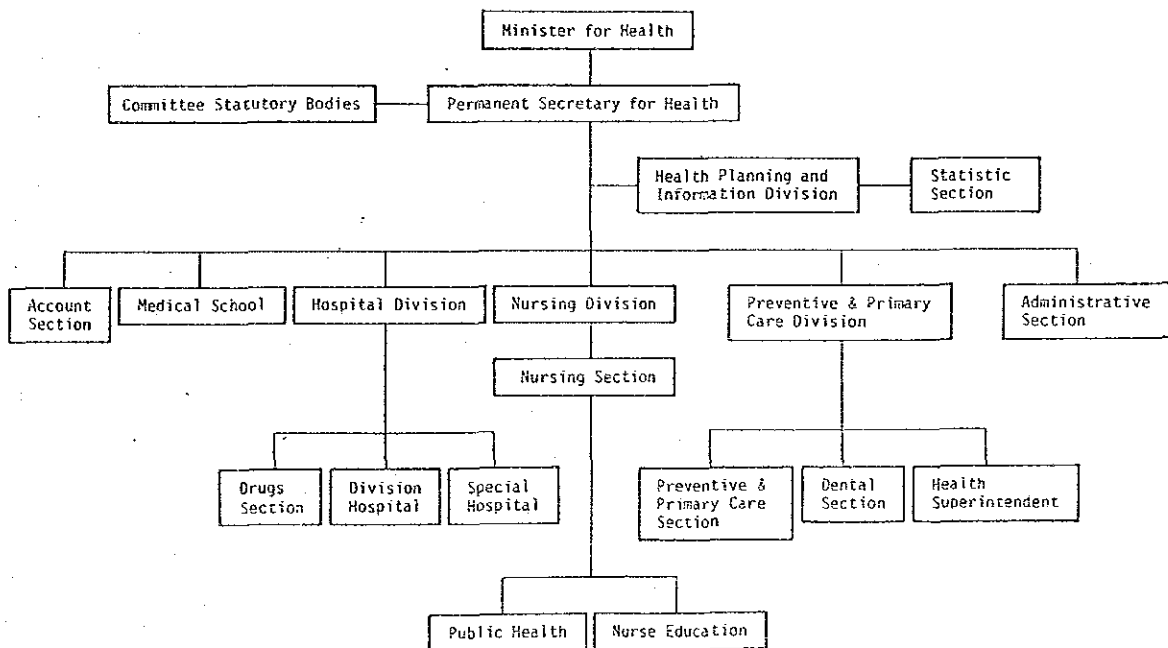 Minister for Health
Committee Statutory Bodies
Permanent Secretary for Health
Health Planning and
Information Division
Statistic
Section
Account
Section
Medical School
Hospital Division
Nursing Division
Preventive & Primary
Care Division
Administrative
Section
Nursing Section
Drugs
Section
Division
Hospital
Special
Hospital
Preventive &
Primary Care
Section
Dental
Section
Health
Superintendent
Public Health
Nurse Education